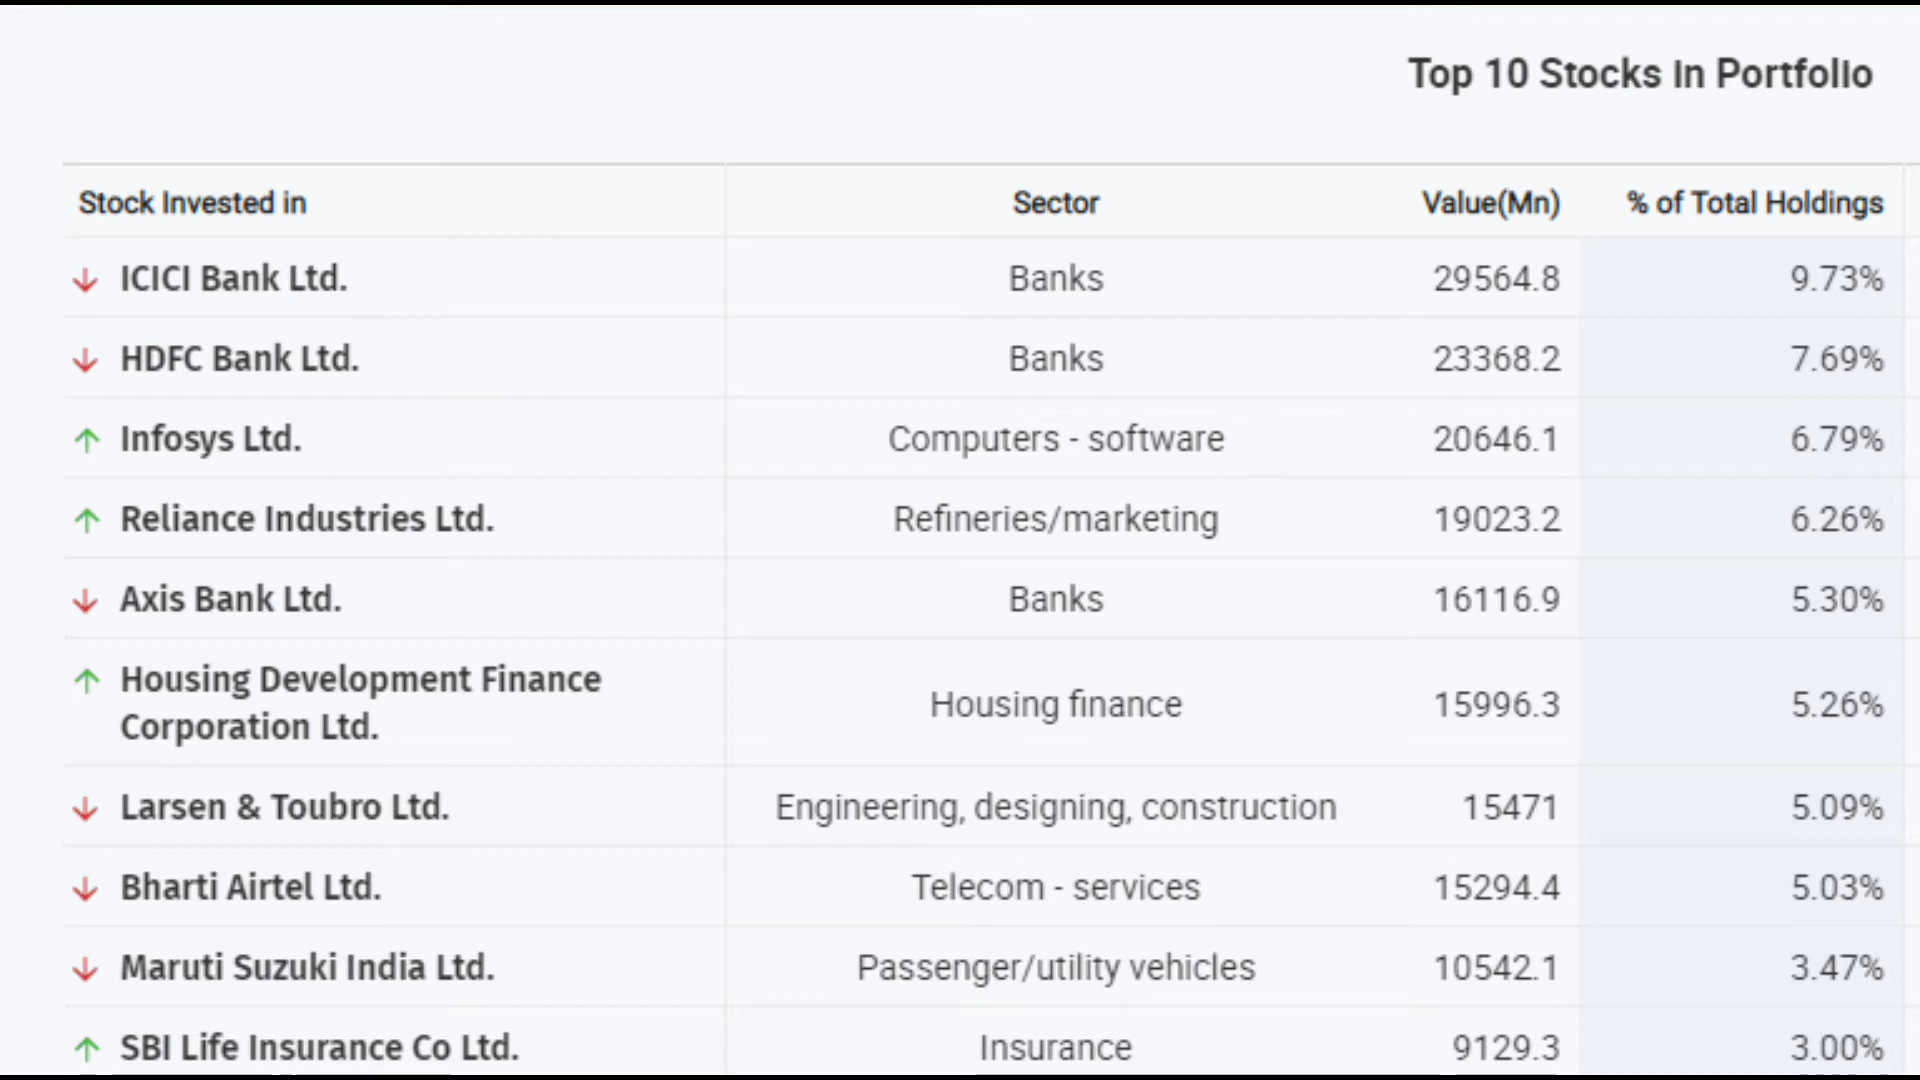 Top 10 Stocks in Portfolio
Stock Invested in Sector Value(Mn) % of Total Holdings
ICICI Bank Ltd. Banks 29564.8 9.73%
HDFC Bank Ltd. Banks 23368.2 7.69%
Infosys Ltd. Computers - software 20646.1 6.79%
Reliance Industries Ltd. Refineries/marketing 19023.2 6.26%
Axis Bank Ltd. Banks 16116.9 5.30%
Housing Development Finance
Corporation Ltd. Housing finance 15996.3 5.26%
Larsen & Toubro Ltd. Engineering, designing, construction 15471 5.09%
Bharti Airtel Ltd. Telecom - services 15294.4 5.03%
Maruti Suzuki India Ltd. Passenger/utility vehicles 10542.1 3.47%
SBI Life Insurance Co Ltd. Insurance 9129.3 3.00%